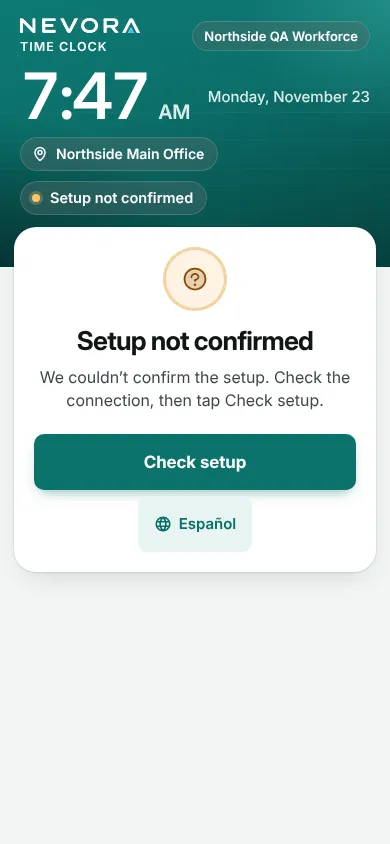 NEVORA
TIME CLOCK
Northside QA Workforce
7:47 AM
Monday, November 23
Northside Main Office
Setup not confirmed
Setup not confirmed
We couldn’t confirm the setup. Check the
connection, then tap Check setup.
Check setup
Español